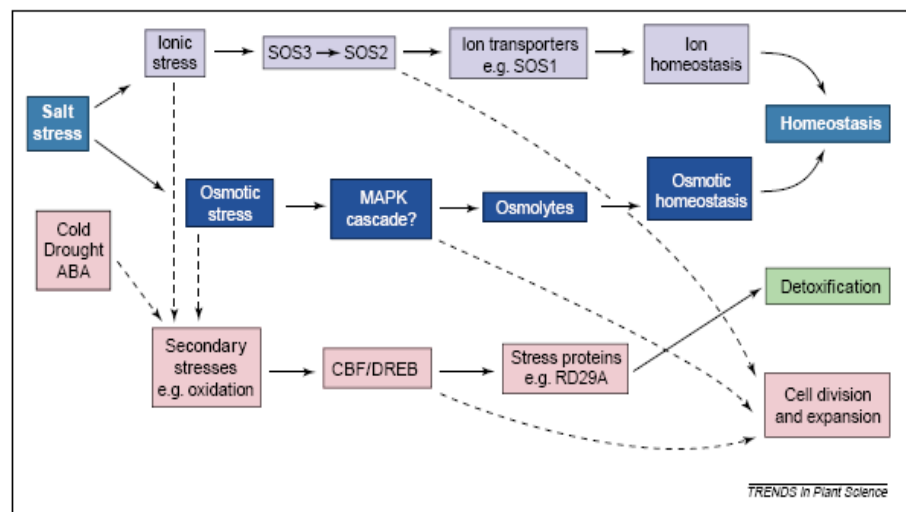 Ionic
stress
SOS3 → SOS2
Ion transporters
e.g. SOS1
Ion
homeostasis
Salt
stress
Homeostasis
Osmotic
stress
MAPK
cascade?
Osmolytes
Osmotic
homeostasis
Cold
Drought
ABA
Detoxification
Secondary
stresses
e.g. oxidation
CBF/DREB
Stress proteins
e.g. RD29A
Cell division
and expansion
TRENDS in Plant Science